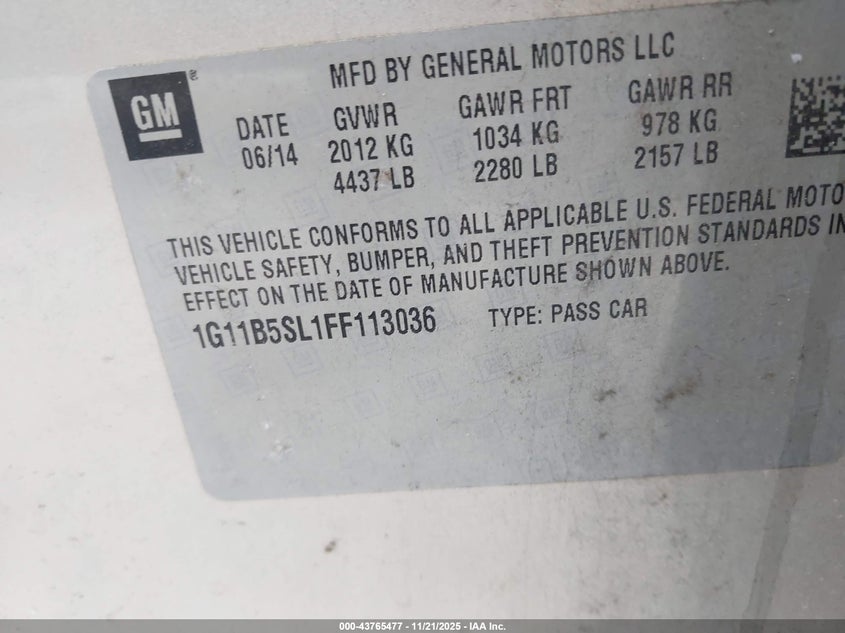 MFD BY GENERAL MOTORS LLC
GM®
DATE GVWR GAWR FRT GAWR RR
06/14 2012 KG 1034 KG 978 KG
4437 LB 2280 LB 2157 LB
THIS VEHICLE CONFORMS TO ALL APPLICABLE U.S. FEDERAL MOTO
VEHICLE SAFETY, BUMPER, AND THEFT PREVENTION STANDARDS IN
EFFECT ON THE DATE OF MANUFACTURE SHOWN ABOVE.
1G11B5SL1FF113036 TYPE: PASS CAR
000-43765477 - 11/21/2025 - IAA Inc.